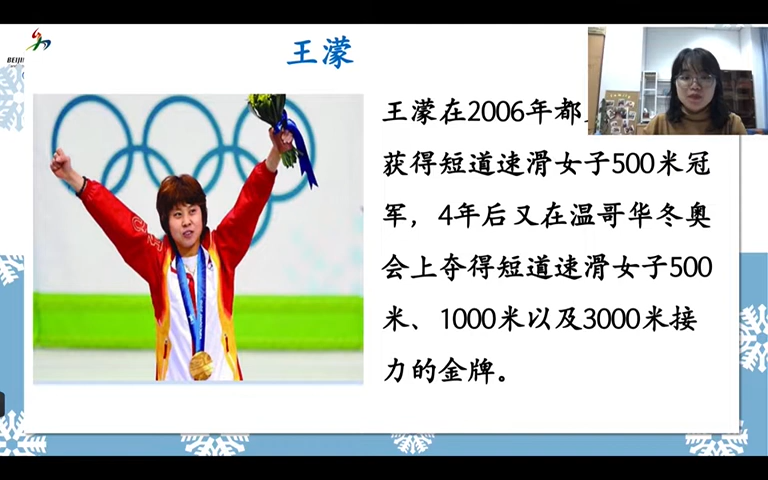 王濛
BEIJI
王濛在2006年都
获得短道速滑女子500米冠
军，4年后又在温哥华冬奥
会上夺得短道速滑女子500
米、1000米以及3000米接
力的金牌。